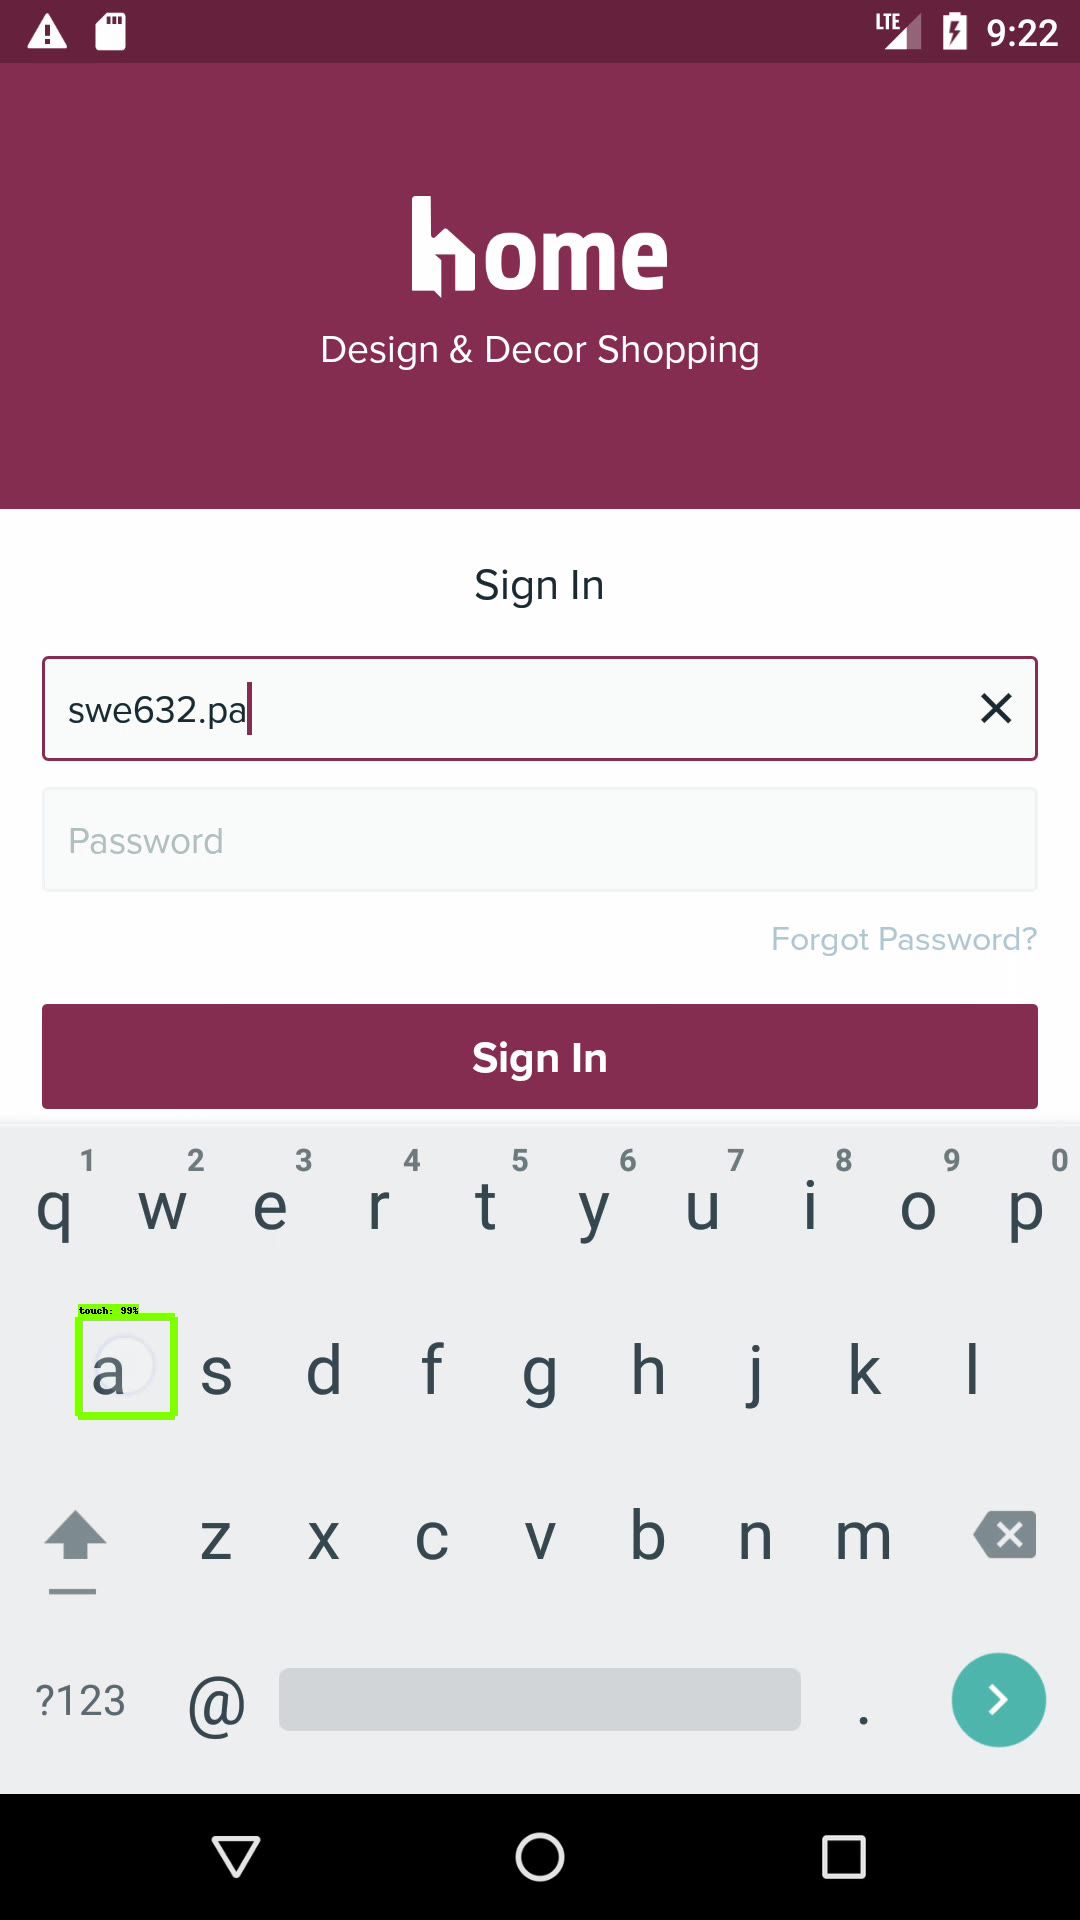 LTE 9:22
home
Design & Decor Shopping
Sign In
swe632.pa
Password
Forgot Password?
Sign In
1 2 3 4 5 6 7 8 9 0
q w e r t y u i o p
touch: 99%
a s d f g h j k l
z x c v b n m
?123 @ .